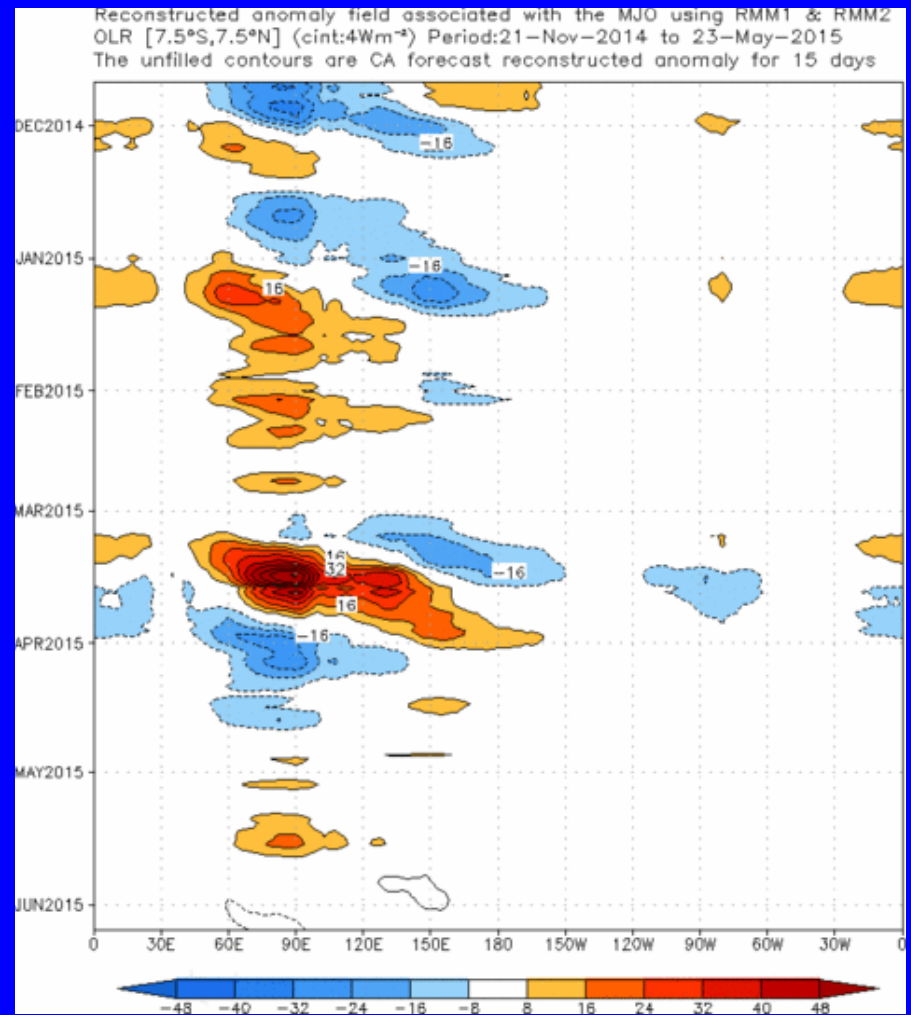 Reconstructed anomaly field associated with the MJO using RMM1 & RMM2
OLR [7.5°S,7.5°N] (cint:4Wm⁻²) Period:21-Nov-2014 to 23-May-2015
The unfilled contours are CA forecast reconstructed anomaly for 15 days
DEC2014
-16
JAN2015
-16
16
FEB2015
MAR2015
16
32
-16
16
-16
APR2015
MAY2015
JUN2015
0 30E 60E 90E 120E 150E 180 150W 120W 90W 60W 30W 0
-48 -40 -32 -24 -16 -8 8 16 24 32 40 48